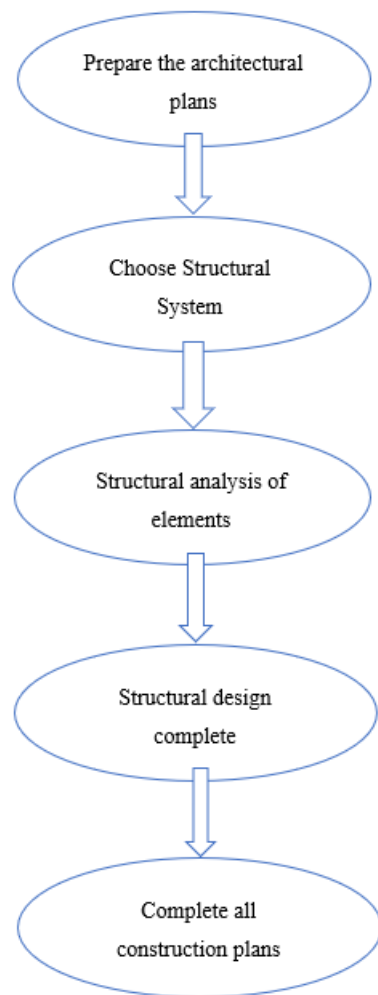 Prepare the architectural
plans
Choose Structural
System
Structural analysis of
elements
Structural design
complete
Complete all
construction plans